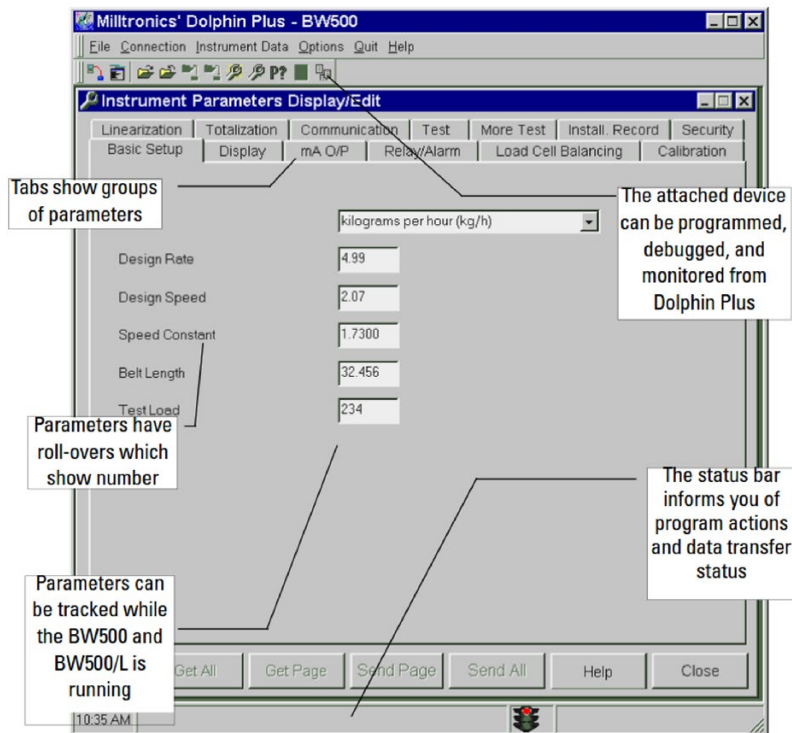 Milltronics' Dolphin Plus - BW500
File Connection Instrument Data Options Quit Help
P?
Instrument Parameters Display/Edit
Linearization Totalization Communication Test More Test Install. Record Security
Basic Setup Display mA O/P Relay/Alarm Load Cell Balancing Calibration
Tabs show groups
of parameters
The attached device
can be programmed,
debugged, and
monitored from
Dolphin Plus
kilograms per hour (kg/h)
Design Rate 4.99
Design Speed 2.07
Speed Constant 1.7300
Belt Length 32.456
Test Load 234
Parameters have
roll-overs which
show number
The status bar
informs you of
program actions
and data transfer
status
Parameters can
be tracked while
the BW500 and
BW500/L is
running
Get All Get Page Send Page Send All Help Close
10:35 AM